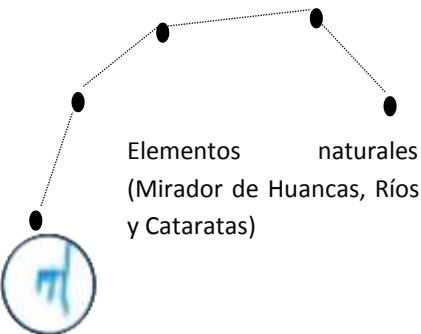 Elementos naturales
(Mirador de Huancas, Ríos
y Cataratas)